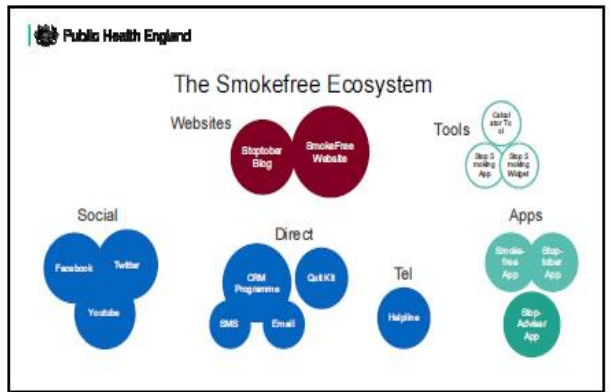 Public Health England
The Smokefree Ecosystem
Websites
Stoptober
Blog
SmokeFree
Website
Tools
Calcul
ator To
ol
Stop S
moking
App
Stop S
moking
Widget
Social
Facebook
Twitter
Youtube
Direct
CRM
Programme
Quit Kit
SMS
Email
Tel
Helpline
Apps
Smoke-
free
App
Stop-
tober
App
Stop-
Adviser
App